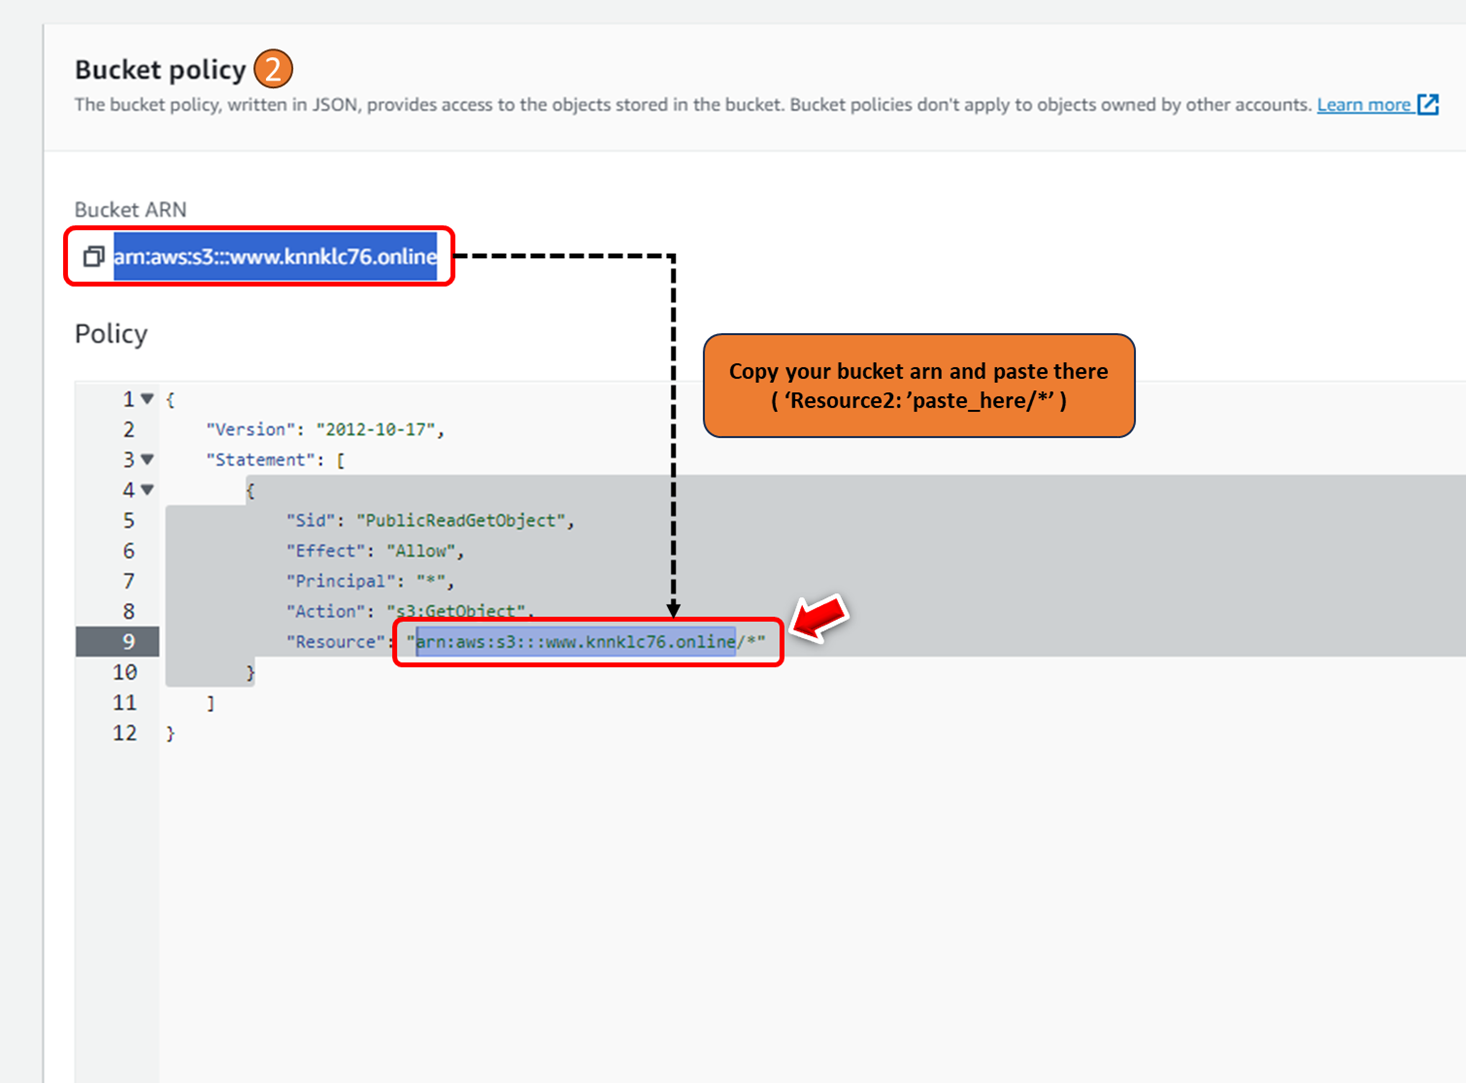 Bucket policy 2
The bucket policy, written in JSON, provides access to the objects stored in the bucket. Bucket policies don't apply to objects owned by other accounts. Learn more
Bucket ARN
arn:aws:s3:::www.knnklc76.online
Policy
Copy your bucket arn and paste there
( ‘Resource2: ’paste_here/*’ )
1 {
2 "Version": "2012-10-17",
3 "Statement": [
4 {
5 "Sid": "PublicReadGetObject",
6 "Effect": "Allow",
7 "Principal": "*",
8 "Action": "s3:GetObject",
9 "Resource": "arn:aws:s3:::www.knnklc76.online/*"
10 }
11 ]
12 }